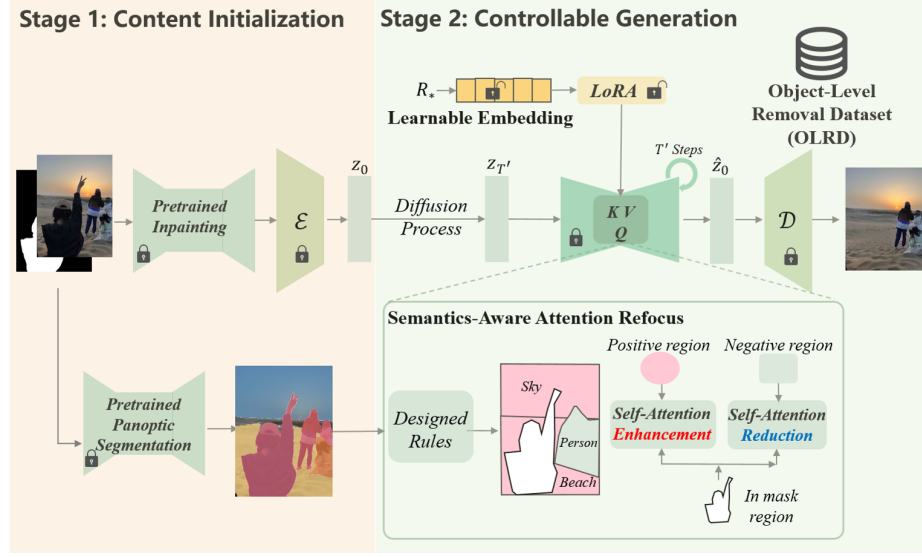 Stage 1: Content Initialization
Stage 2: Controllable Generation
R*
Learnable Embedding
LoRA
Object-Level
Removal Dataset
(OLRD)
T' Steps
z0
zT'
ẑ0
Pretrained
Inpainting
ℰ
Diffusion
Process
K V
Q
𝒟
Semantics-Aware Attention Refocus
Positive region
Negative region
Pretrained
Panoptic
Segmentation
Designed
Rules
Sky
Person
Beach
Self-Attention
Enhancement
Self-Attention
Reduction
In mask
region